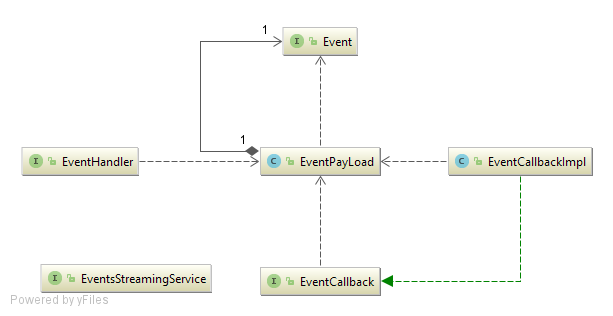 1
I Event
1
I EventHandler
C EventPayLoad
C EventCallbackImpl
I EventsStreamingService
I EventCallback
Powered by yFiles